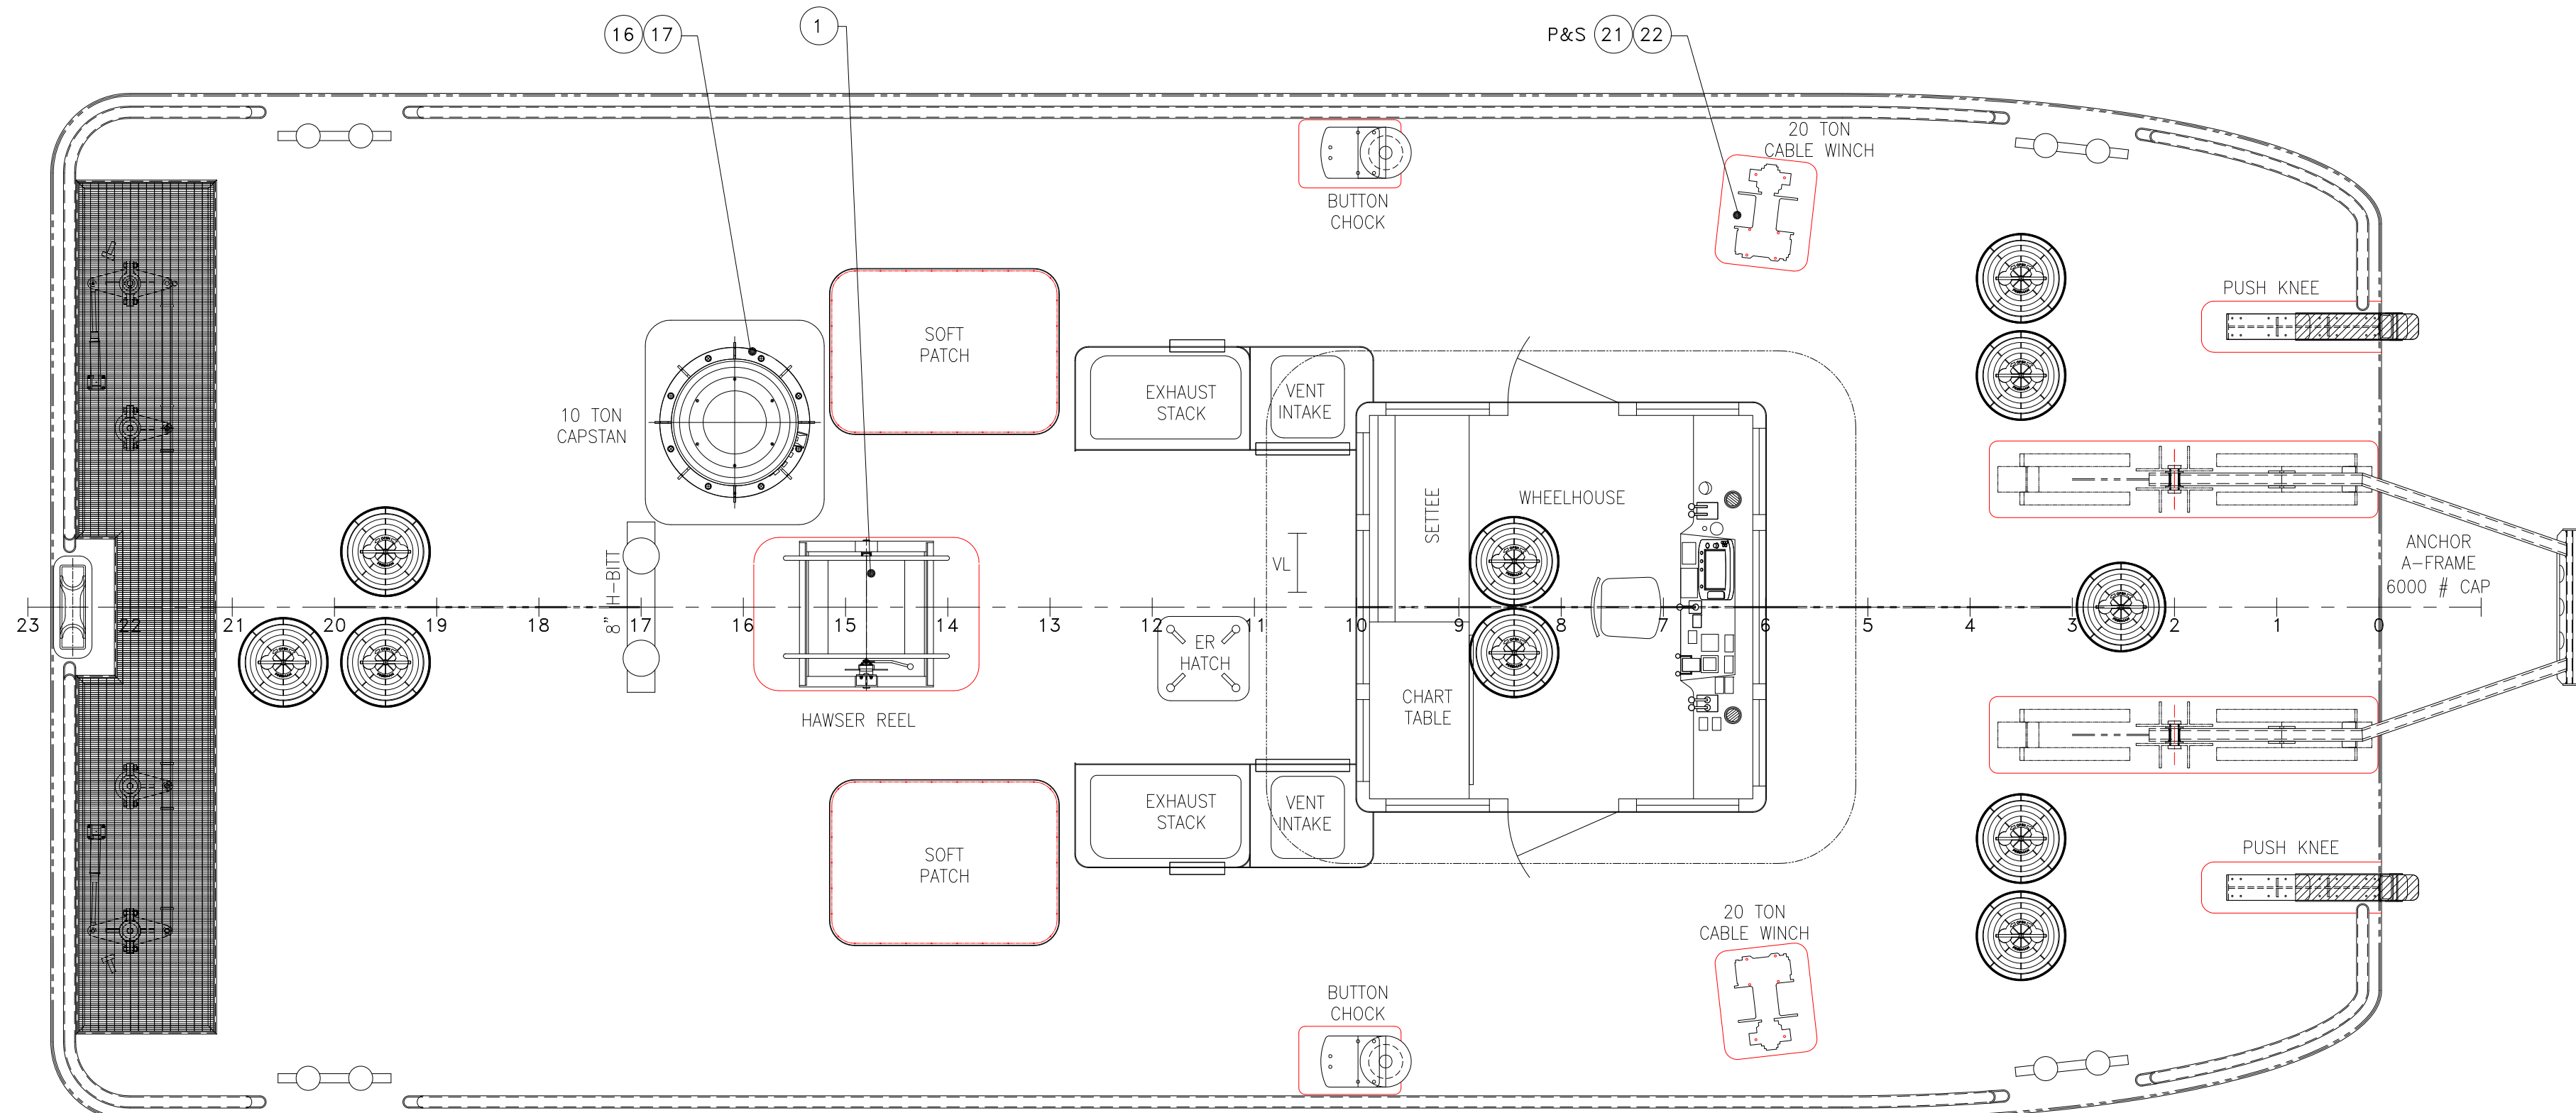 16 17
1
P&S 21 22
20 TON
CABLE WINCH
BUTTON
CHOCK
PUSH KNEE
SOFT
PATCH
EXHAUST
STACK
VENT
INTAKE
10 TON
CAPSTAN
SETTEE
WHEELHOUSE
VL
ANCHOR
A-FRAME
6000 # CAP
8" H-BITT
23 22 21 20 19 18 17 16 15 14 13 12 11 10 9 8 7 6 5 4 3 2 1 0
ER
HATCH
HAWSER REEL
CHART
TABLE
EXHAUST
STACK
VENT
INTAKE
SOFT
PATCH
PUSH KNEE
20 TON
CABLE WINCH
BUTTON
CHOCK